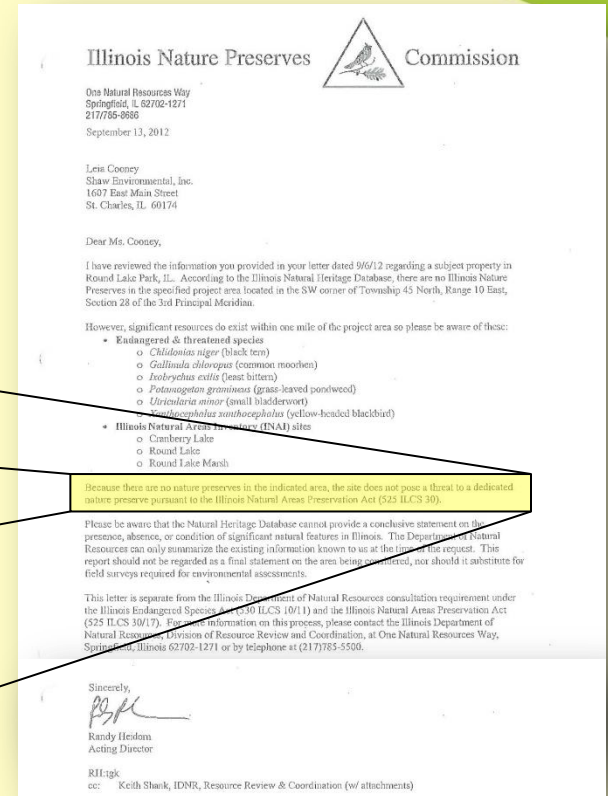 Illinois Nature Preserves Commission
One Natural Resources Way
Springfield, IL 62702-1271
217/785-8686
September 13, 2012
Leia Cooney
Shaw Environmental, Inc.
1607 East Main Street
St. Charles, IL 60174
Dear Ms. Cooney,
I have reviewed the information you provided in your letter dated 9/6/12 regarding a subject property in
Round Lake Park, IL. According to the Illinois Natural Heritage Database, there are no Illinois Nature
Preserves in the specified project area located in the SW corner of Township 45 North, Range 10 East,
Section 28 of the 3rd Principal Meridian.
However, significant resources do exist within one mile of the project area so please be aware of these:
• Endangered & threatened species
o Chlidonias niger (black tern)
o Gallinula chloropus (common moorhen)
o Ixobrychus exilis (least bittern)
o Potamogeton gramineus (grass-leaved pondweed)
o Utricularia minor (small bladderwort)
o Xanthocephalus xanthocephalus (yellow-headed blackbird)
• Illinois Natural Areas Inventory (INAI) sites
o Cranberry Lake
o Round Lake
o Round Lake Marsh
Because there are no nature preserves in the indicated area, the site does not pose a threat to a dedicated
nature preserve pursuant to the Illinois Natural Areas Preservation Act (525 ILCS 30).
Please be aware that the Natural Heritage Database cannot provide a conclusive statement on the
presence, absence, or condition of significant natural features in Illinois. The Department of Natural
Resources can only summarize the existing information known to us at the time of the request. This
report should not be regarded as a final statement on the area being considered, nor should it substitute for
field surveys required for environmental assessments.
This letter is separate from the Illinois Department of Natural Resources consultation requirement under
the Illinois Endangered Species Act (530 ILCS 10/11) and the Illinois Natural Areas Preservation Act
(525 ILCS 30/17). For more information on this process, please contact the Illinois Department of
Natural Resources, Division of Resource Review and Coordination, at One Natural Resources Way,
Springfield, Illinois 62702-1271 or by telephone at (217)785-5500.
Sincerely,
Randy Heidorn
Acting Director
RH:tgk
cc: Keith Shank, IDNR, Resource Review & Coordination (w/ attachments)